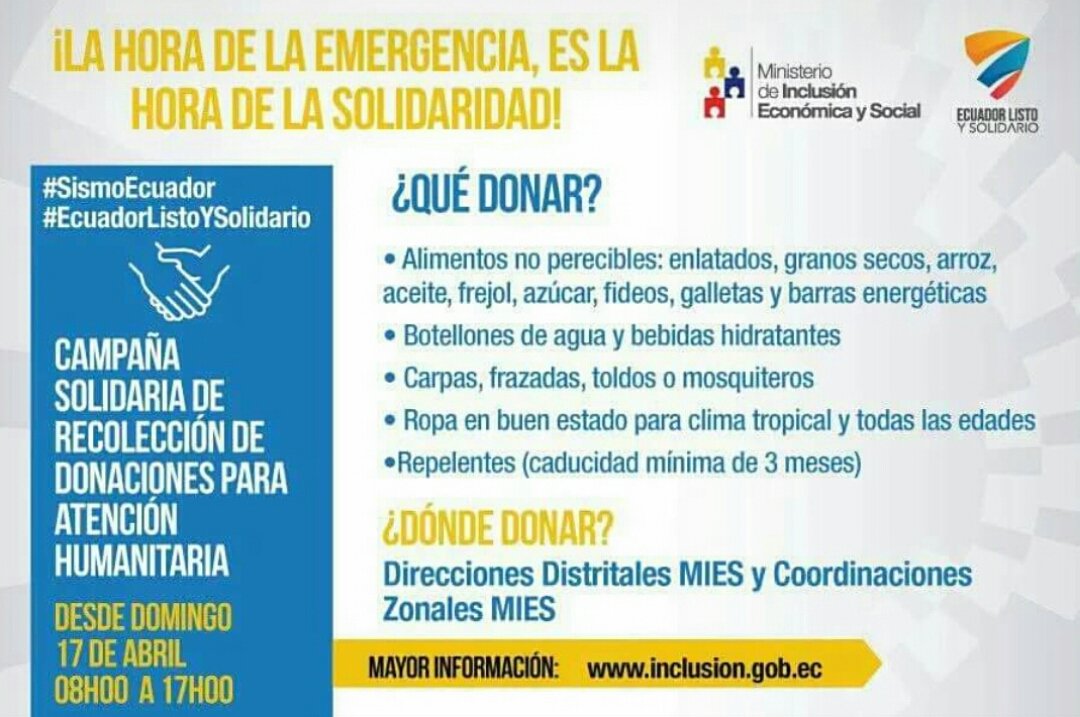 ¡LA HORA DE LA EMERGENCIA, ES LA
HORA DE LA SOLIDARIDAD!
Ministerio
de Inclusión
Económica y Social
ECUADOR LISTO
Y SOLIDARIO
#SismoEcuador
#EcuadorListoYSolidario
CAMPAÑA
SOLIDARIA DE
RECOLECCIÓN DE
DONACIONES PARA
ATENCIÓN
HUMANITARIA
DESDE DOMINGO
17 DE ABRIL
08H00 A 17H00
¿QUÉ DONAR?
• Alimentos no perecibles: enlatados, granos secos, arroz,
aceite, frejol, azúcar, fideos, galletas y barras energéticas
• Botellones de agua y bebidas hidratantes
• Carpas, frazadas, toldos o mosquiteros
• Ropa en buen estado para clima tropical y todas las edades
•Repelentes (caducidad mínima de 3 meses)
¿DÓNDE DONAR?
Direcciones Distritales MIES y Coordinaciones
Zonales MIES
MAYOR INFORMACIÓN: www.inclusion.gob.ec